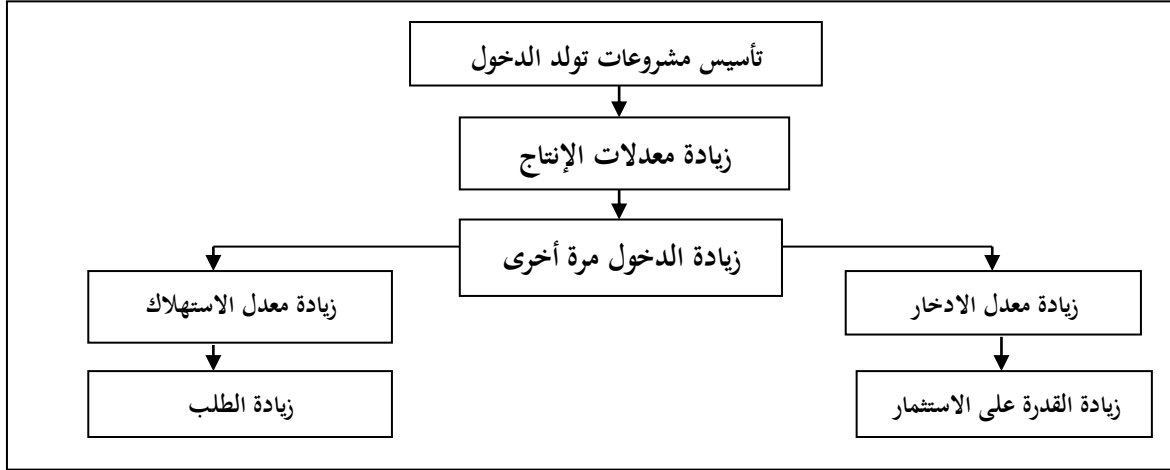 تأسيس مشروعات تولد الدخول
زيادة معدلات الإنتاج
زيادة الدخول مرة أخرى
زيادة معدل الادخار
زيادة معدل الاستهلاك
زيادة القدرة على الاستثمار
زيادة الطلب